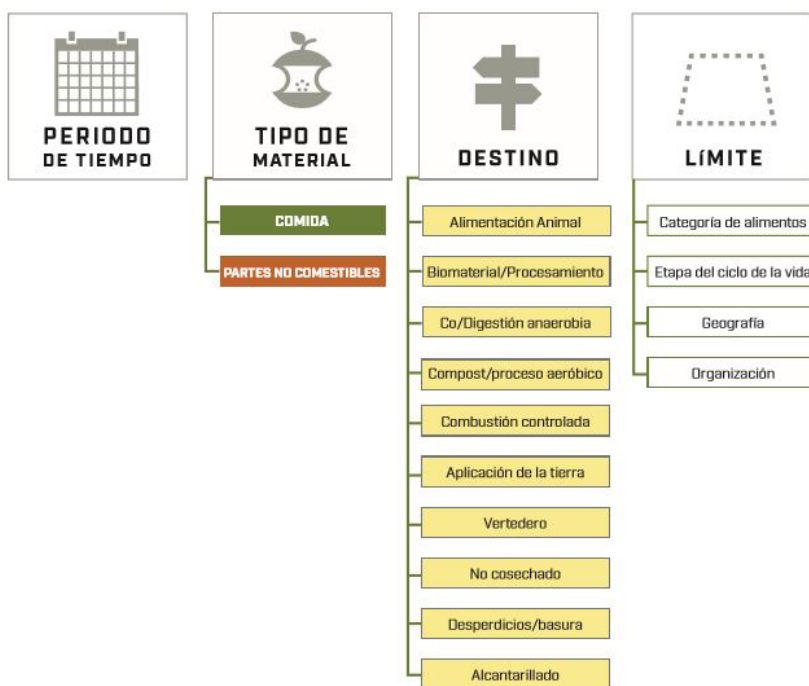 PERIODO
DE TIEMPO
TIPO DE
MATERIAL
COMIDA
PARTES NO COMESTIBLES
DESTINO
Alimentación Animal
Biomaterial/Procesamiento
Co/Digestión anaerobia
Compost/proceso aeróbico
Combustión controlada
Aplicación de la tierra
Vertedero
No cosechado
Desperdicios/basura
Alcantarillado
LíMITE
Categoría de alimentos
Etapa del ciclo de la vida
Geografía
Organización